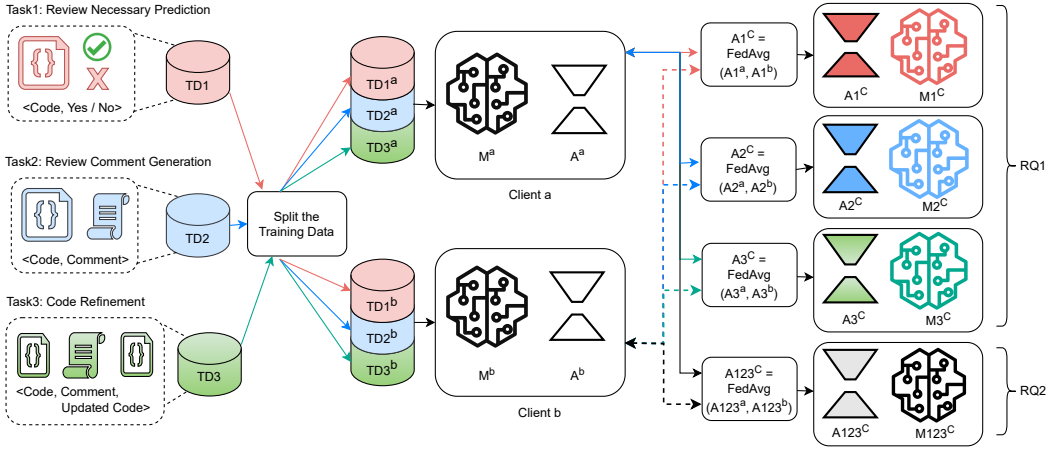 Task1: Review Necessary Prediction
<Code, Yes / No>
TD1
Task2: Review Comment Generation
<Code, Comment>
TD2
Task3: Code Refinement
<Code, Comment,
Updated Code>
TD3
Split the
Training Data
TD1ᵃ
TD2ᵃ
TD3ᵃ
TD1ᵇ
TD2ᵇ
TD3ᵇ
Mᵃ
Aᵃ
Client a
Mᵇ
Aᵇ
Client b
A1ᶜ =
FedAvg
(A1ᵃ, A1ᵇ)
A2ᶜ =
FedAvg
(A2ᵃ, A2ᵇ)
A3ᶜ =
FedAvg
(A3ᵃ, A3ᵇ)
A123ᶜ =
FedAvg
(A123ᵃ, A123ᵇ)
A1ᶜ
M1ᶜ
A2ᶜ
M2ᶜ
A3ᶜ
M3ᶜ
A123ᶜ
M123ᶜ
RQ1
RQ2